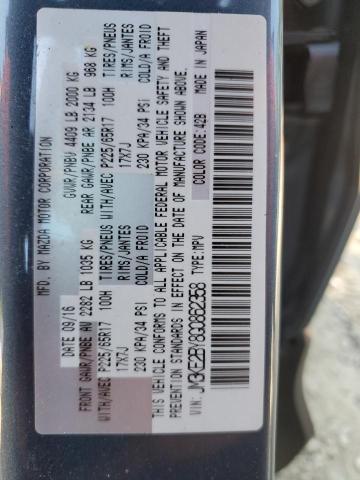 MFD. BY MAZDA MOTOR CORPORATION
DATE 09/16 GVWR/PNBV 4409 LB 2000 KG
FRONT GAWR/PNBE AV 2282 LB 1035 KG REAR GAWR/PNBE AR 2134 LB 968 KG
WITH/AVEC P225/65R17 100H TIRES/PNEUS WITH/AVEC P225/65R17 100H TIRES/PNEUS
17X7J RIMS/JANTES 17X7J RIMS/JANTES
230 KPA/34 PSI COLD/A FROID 230 KPA/34 PSI COLD/A FROID
THIS VEHICLE CONFORMS TO ALL APPLICABLE FEDERAL MOTOR VEHICLE SAFETY AND THEFT
PREVENTION STANDARDS IN EFFECT ON THE DATE OF MANUFACTURE SHOWN ABOVE.
VIN: JM3KE2BY8G0862358 TYPE: MPV COLOR CODE: 42B MADE IN JAPAN